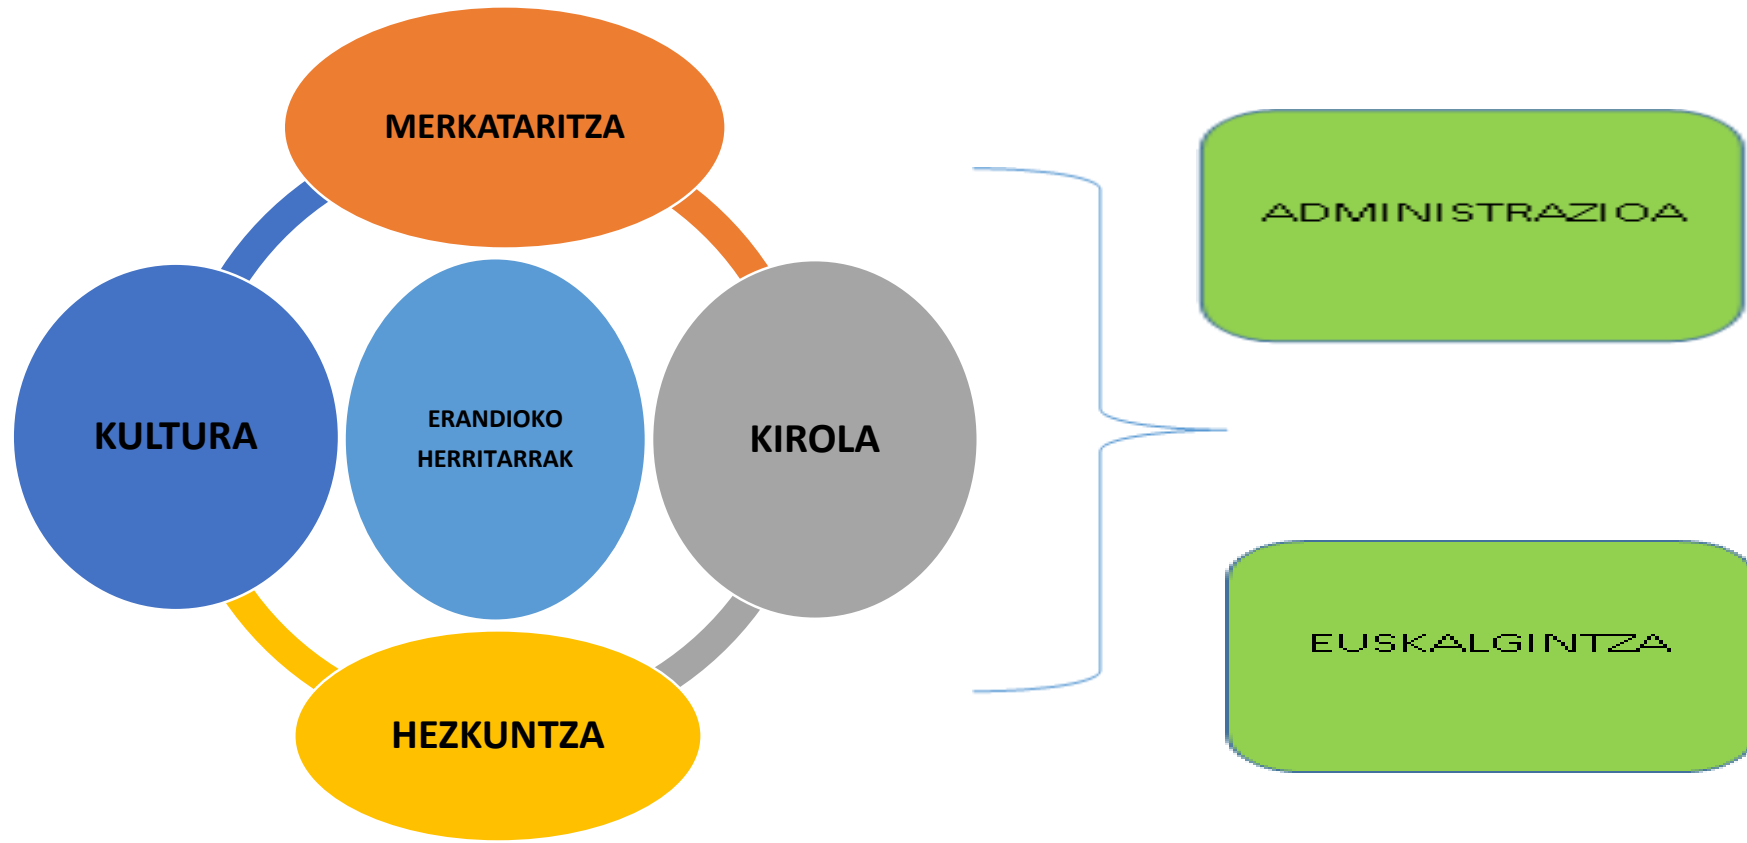 MERKATARITZA
ADMINISTRAZIOA
KULTURA
ERANDIOKO
HERRITARRAK
KIROLA
EUSKALGINTZA
HEZKUNTZA